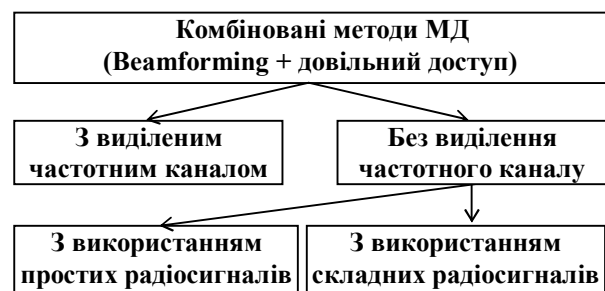 Комбіновані методи МД
(Beamforming + довільний доступ)
З виділеним
частотним каналом
Без виділення
частотного каналу
З використанням
простих радіосигналів
З використанням
складних радіосигналів